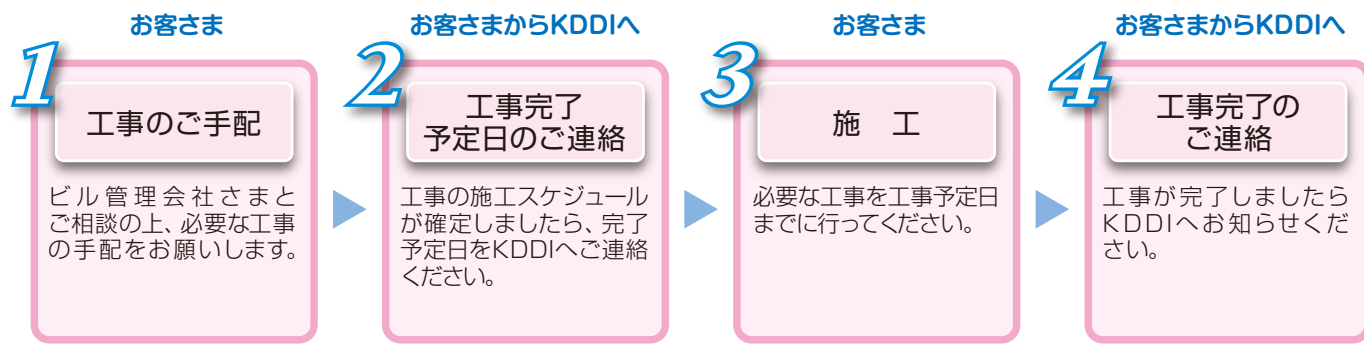 お客さま
1
工事のご手配
ビル管理会社さまと
ご相談の上、必要な工事
の手配をお願いします。
お客さまからKDDIへ
2
工事完了
予定日のご連絡
工事の施工スケジュール
が確定しましたら、完了
予定日をKDDIへご連絡
ください。
お客さま
3
施　工
必要な工事を工事予定日
までに行ってください。
お客さまからKDDIへ
4
工事完了の
ご連絡
工事が完了しましたら
KDDIへお知らせくだ
さい。